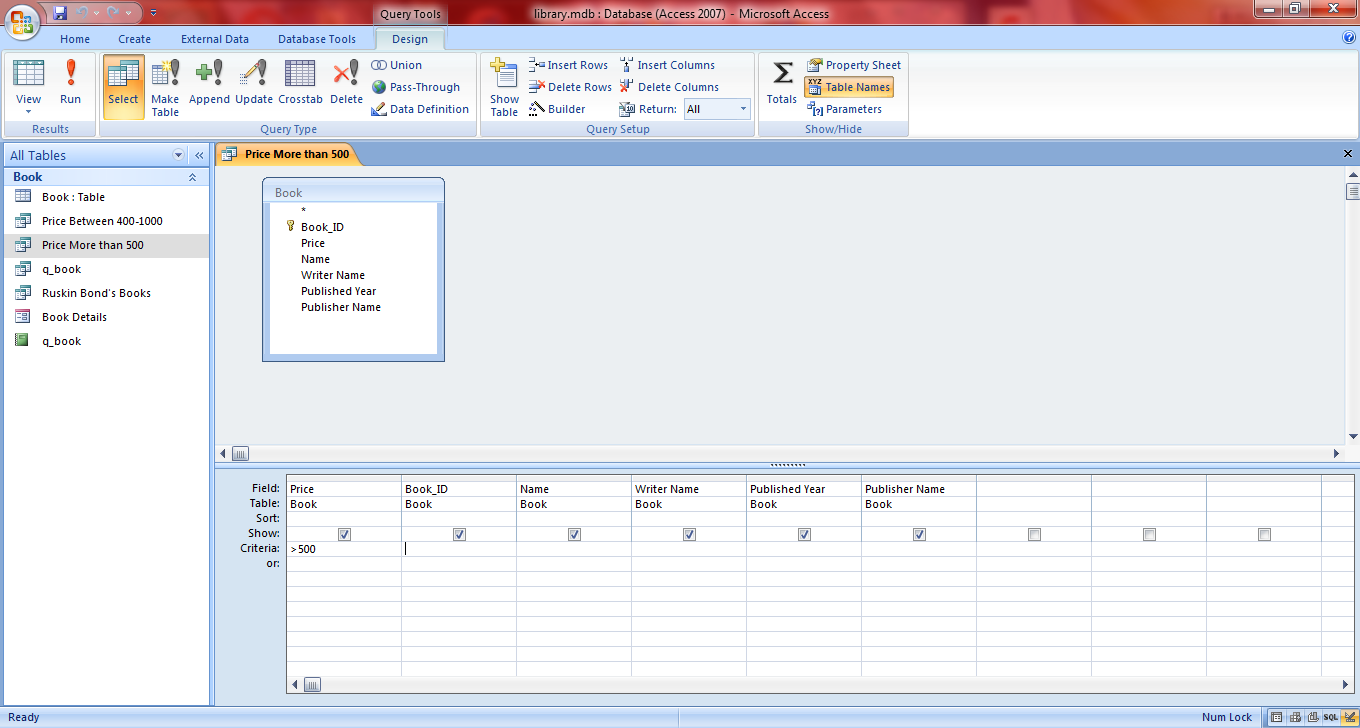 Query Tools
library.mdb : Database (Access 2007) - Microsoft Access
Home Create External Data Database Tools Design
View
Run
Results
Select
Make Table
Append
Update
Crosstab
Delete
Union
Pass-Through
Data Definition
Query Type
Show Table
Insert Rows
Delete Rows
Builder
Insert Columns
Delete Columns
Return: All
Query Setup
Totals
Property Sheet
XYZ Table Names
Parameters
Show/Hide
All Tables
«
Book
Book : Table
Price Between 400-1000
Price More than 500
q_book
Ruskin Bond's Books
Book Details
q_book
Price More than 500
Book
*
Book_ID
Price
Name
Writer Name
Published Year
Publisher Name
Field: Price Book_ID Name Writer Name Published Year Publisher Name
Table: Book Book Book Book Book Book
Sort:
Show:
Criteria: >500
or:
Ready
Num Lock
SQL